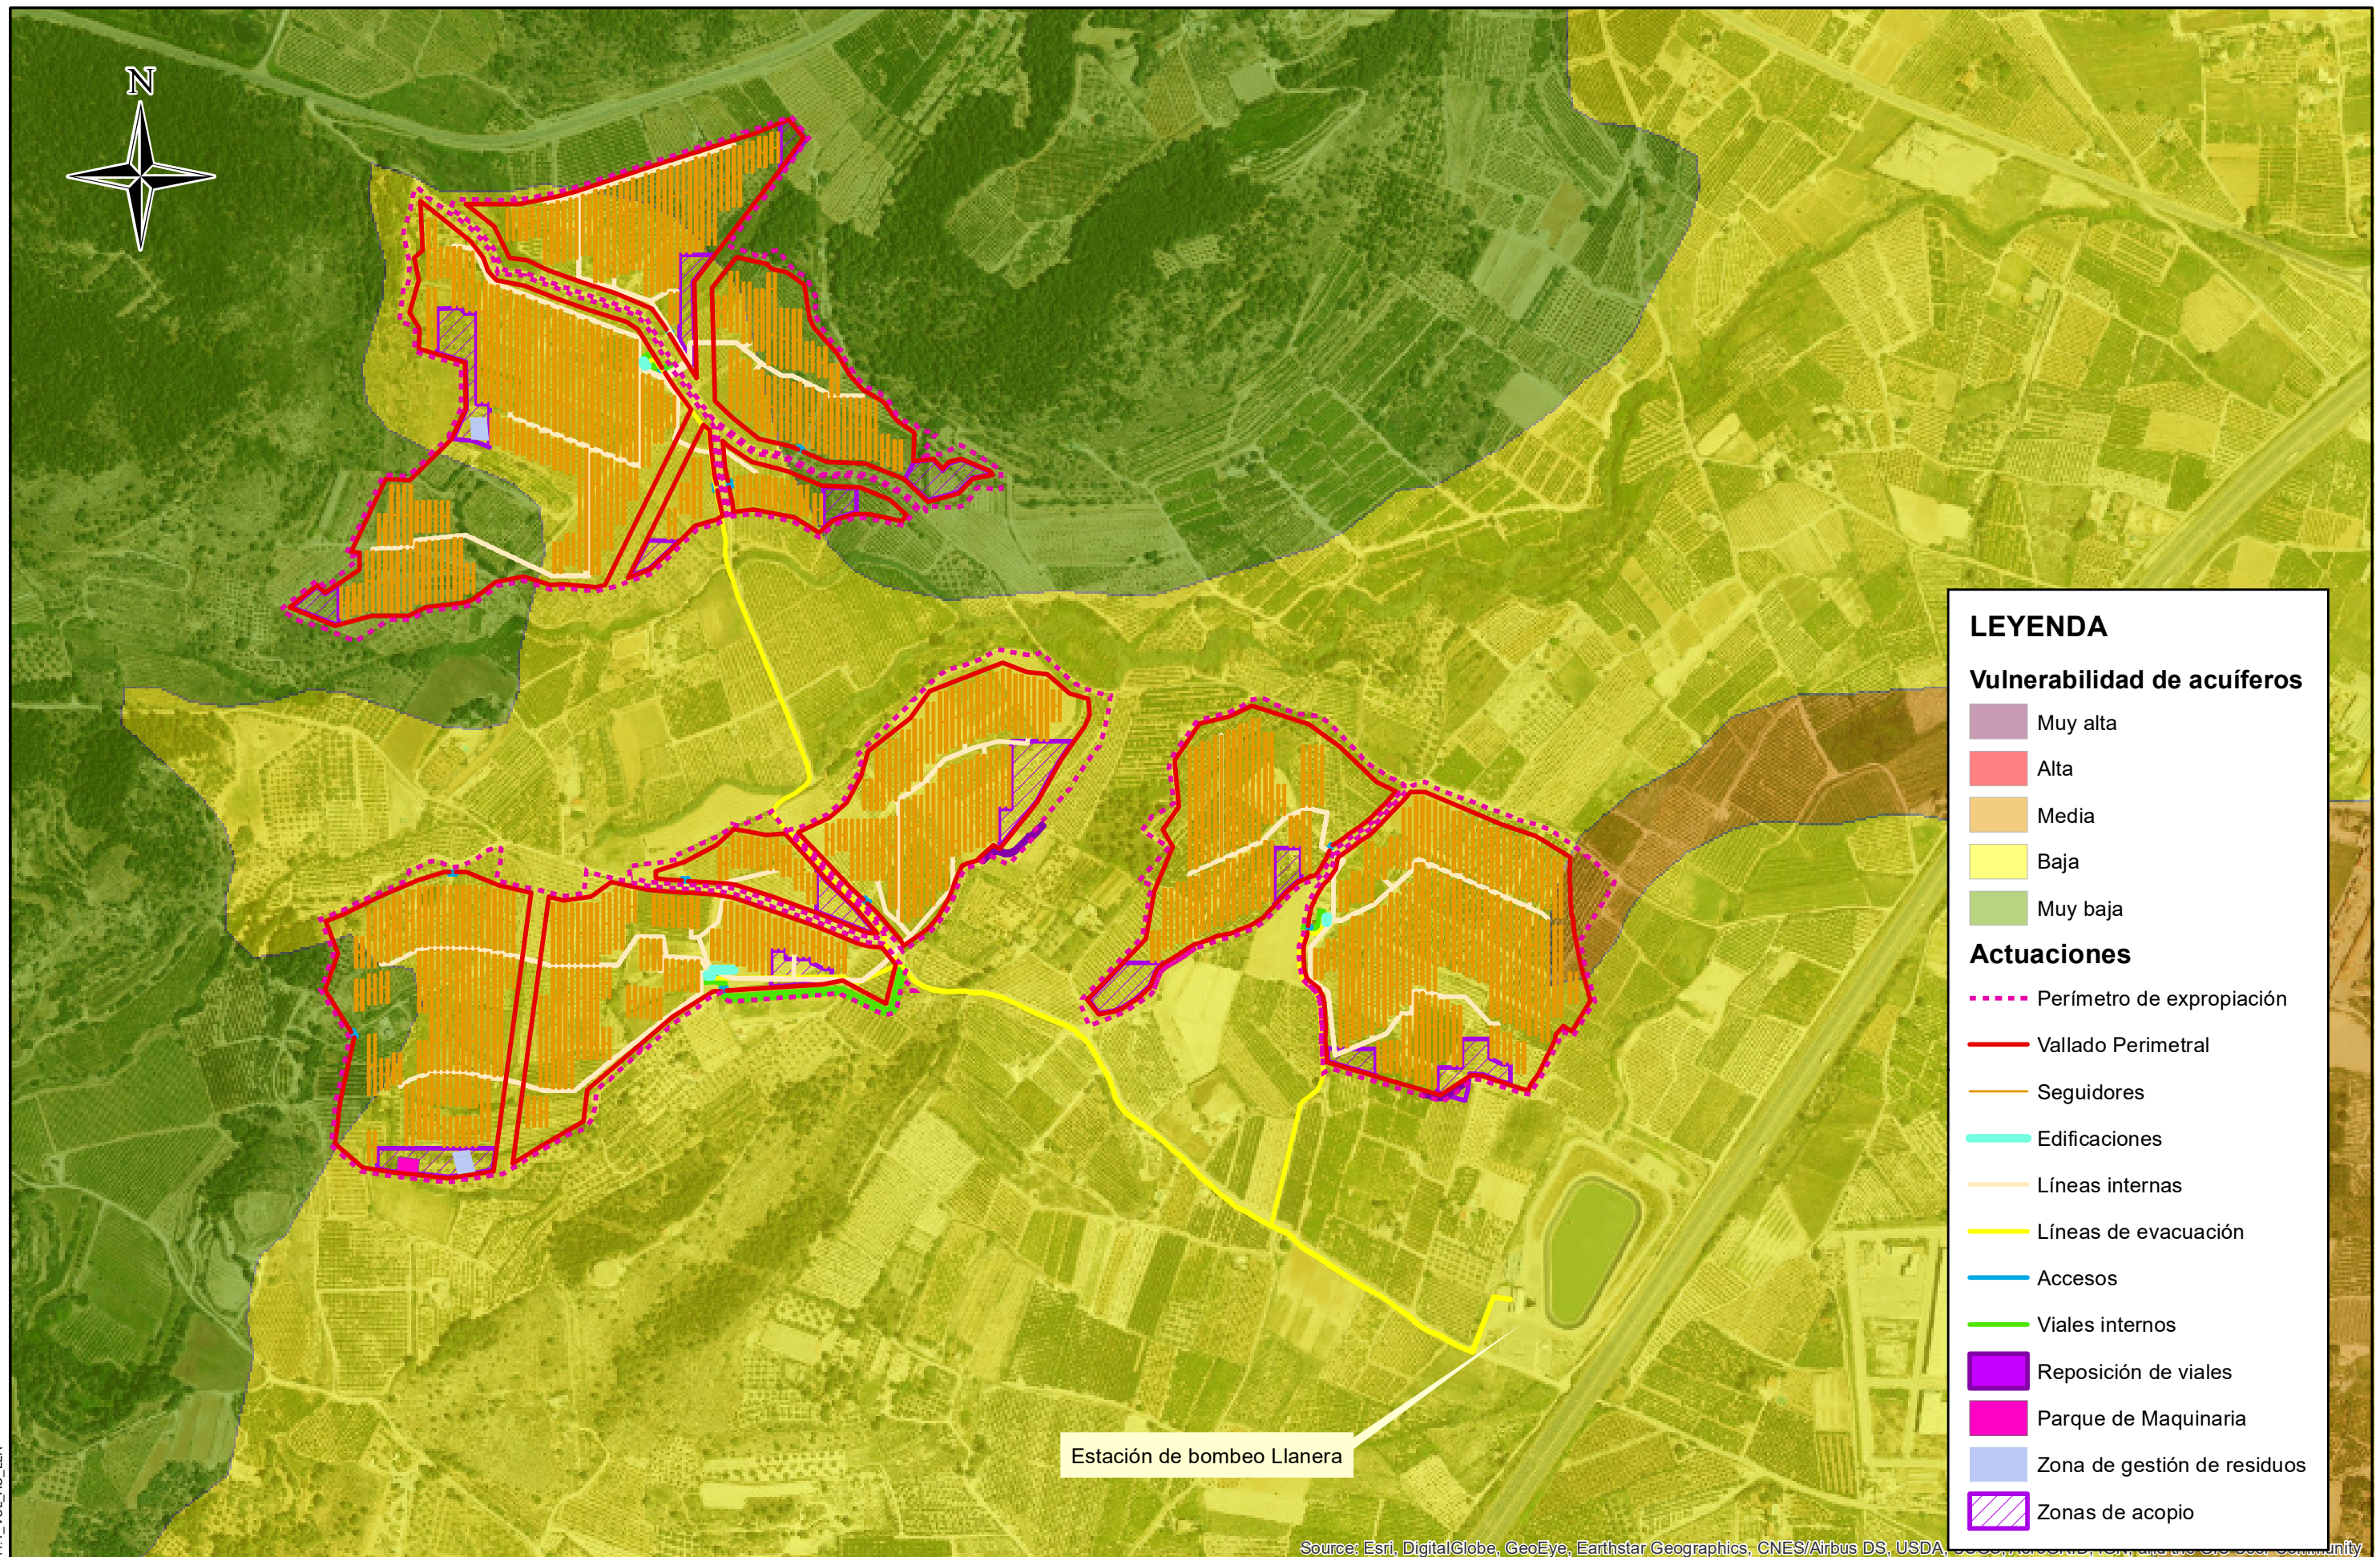 N
LEYENDA
Vulnerabilidad de acuíferos
Muy alta
Alta
Media
Baja
Muy baja
Actuaciones
Perímetro de expropiación
Vallado Perimetral
Seguidores
Edificaciones
Líneas internas
Líneas de evacuación
Accesos
Viales internos
Reposición de viales
Parque de Maquinaria
Zona de gestión de residuos
Zonas de acopio
Estación de bombeo Llanera
Source: Esri, DigitalGlobe, GeoEye, Earthstar Geographics, CNES/Airbus DS, USDA,